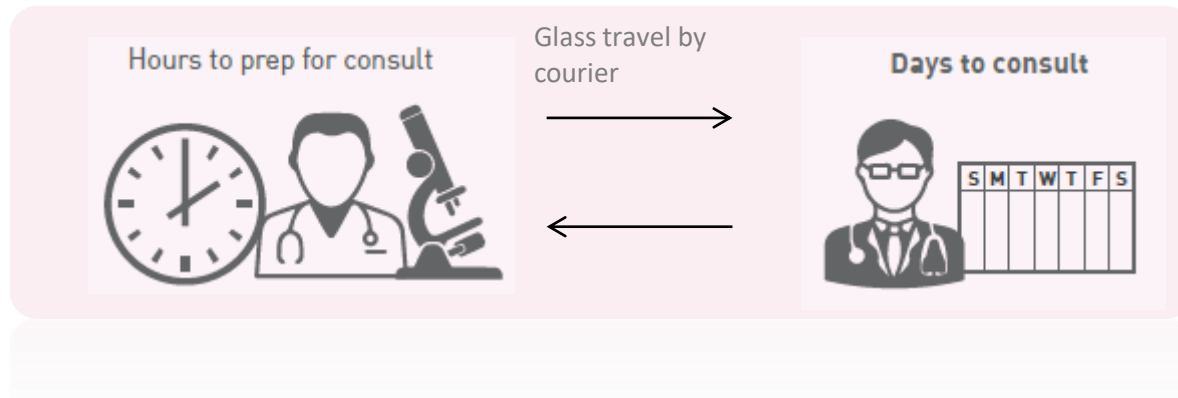 Hours to prep for consult
Glass travel by
courier
Days to consult
S M T W T F S